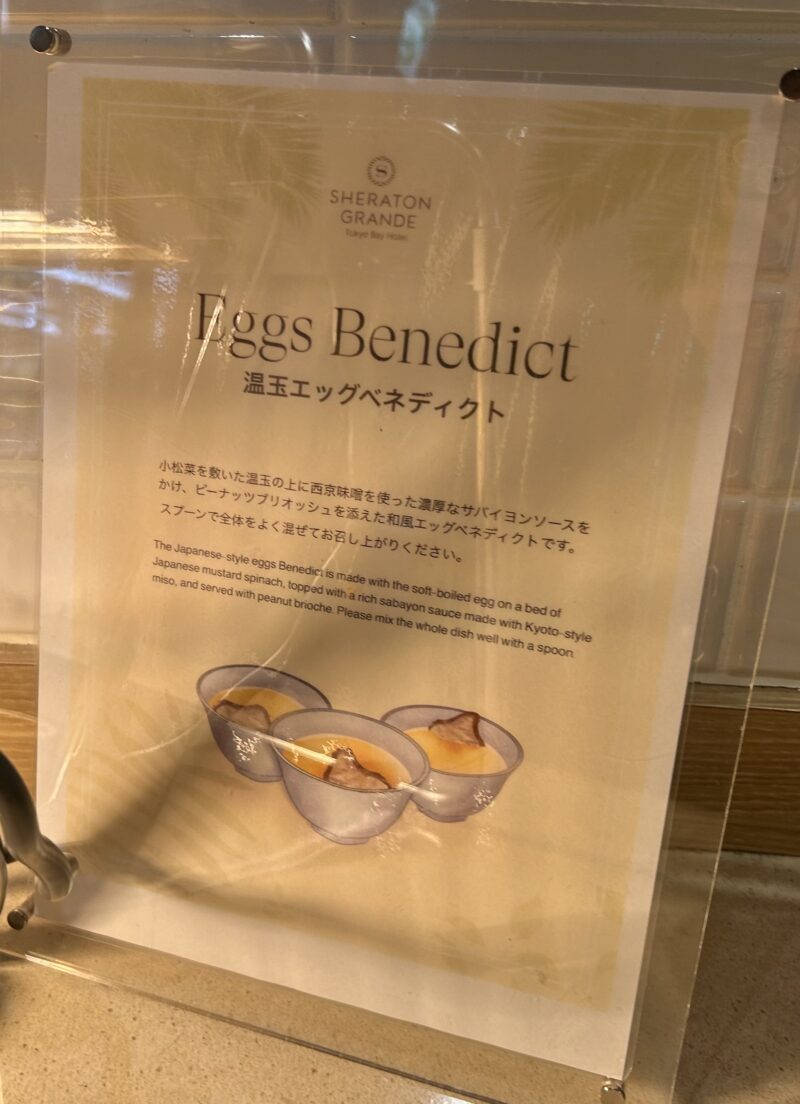 S
SHERATON
GRANDE
Tokyo Bay Hotel
Eggs Benedict
温玉エッグベネディクト
小松菜を敷いた温玉の上に西京味噌を使った濃厚なサバイヨンソースを
かけ、ピーナッツブリオッシュを添えた和風エッグベネディクトです。
スプーンで全体をよく混ぜてお召し上がりください。
The Japanese-style eggs Benedict is made with the soft-boiled egg on a bed of
Japanese mustard spinach, topped with a rich sabayon sauce made with Kyoto-style
miso, and served with peanut brioche. Please mix the whole dish well with a spoon.